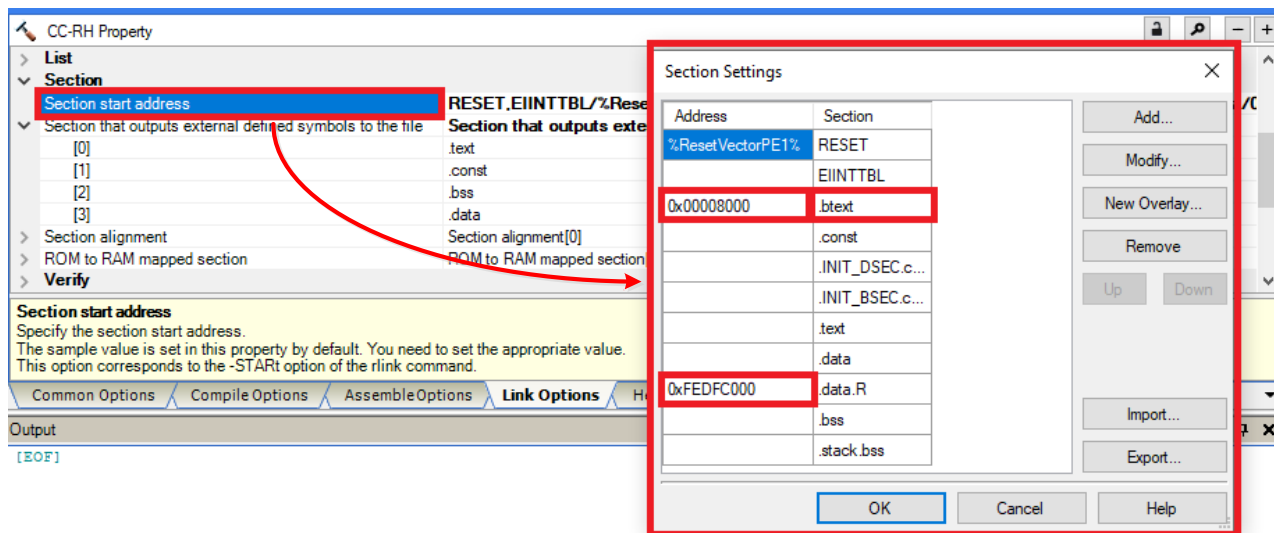 CC-RH Property
List
Section
Section start address RESET,EIINTTBL/%Rese
Section that outputs external defined symbols to the file Section that outputs exte
[0] .text
[1] .const
[2] .bss
[3] .data
Section alignment Section alignment[0]
ROM to RAM mapped section ROM to RAM mapped section
Verify
Section start address
Specify the section start address.
The sample value is set in this property by default. You need to set the appropriate value.
This option corresponds to the -STARt option of the rlink command.
Common Options Compile Options Assemble Options Link Options
Output
[EOF]
Section Settings
Address Section
%ResetVectorPE1% RESET
EIINTTBL
0x00008000 .btext
.const
.INIT_DSEC.c...
.INIT_BSEC.c...
.text
.data
0xFEDFC000 .data.R
.bss
.stack.bss
Add...
Modify...
New Overlay...
Remove
Up Down
Import...
Export...
OK Cancel Help